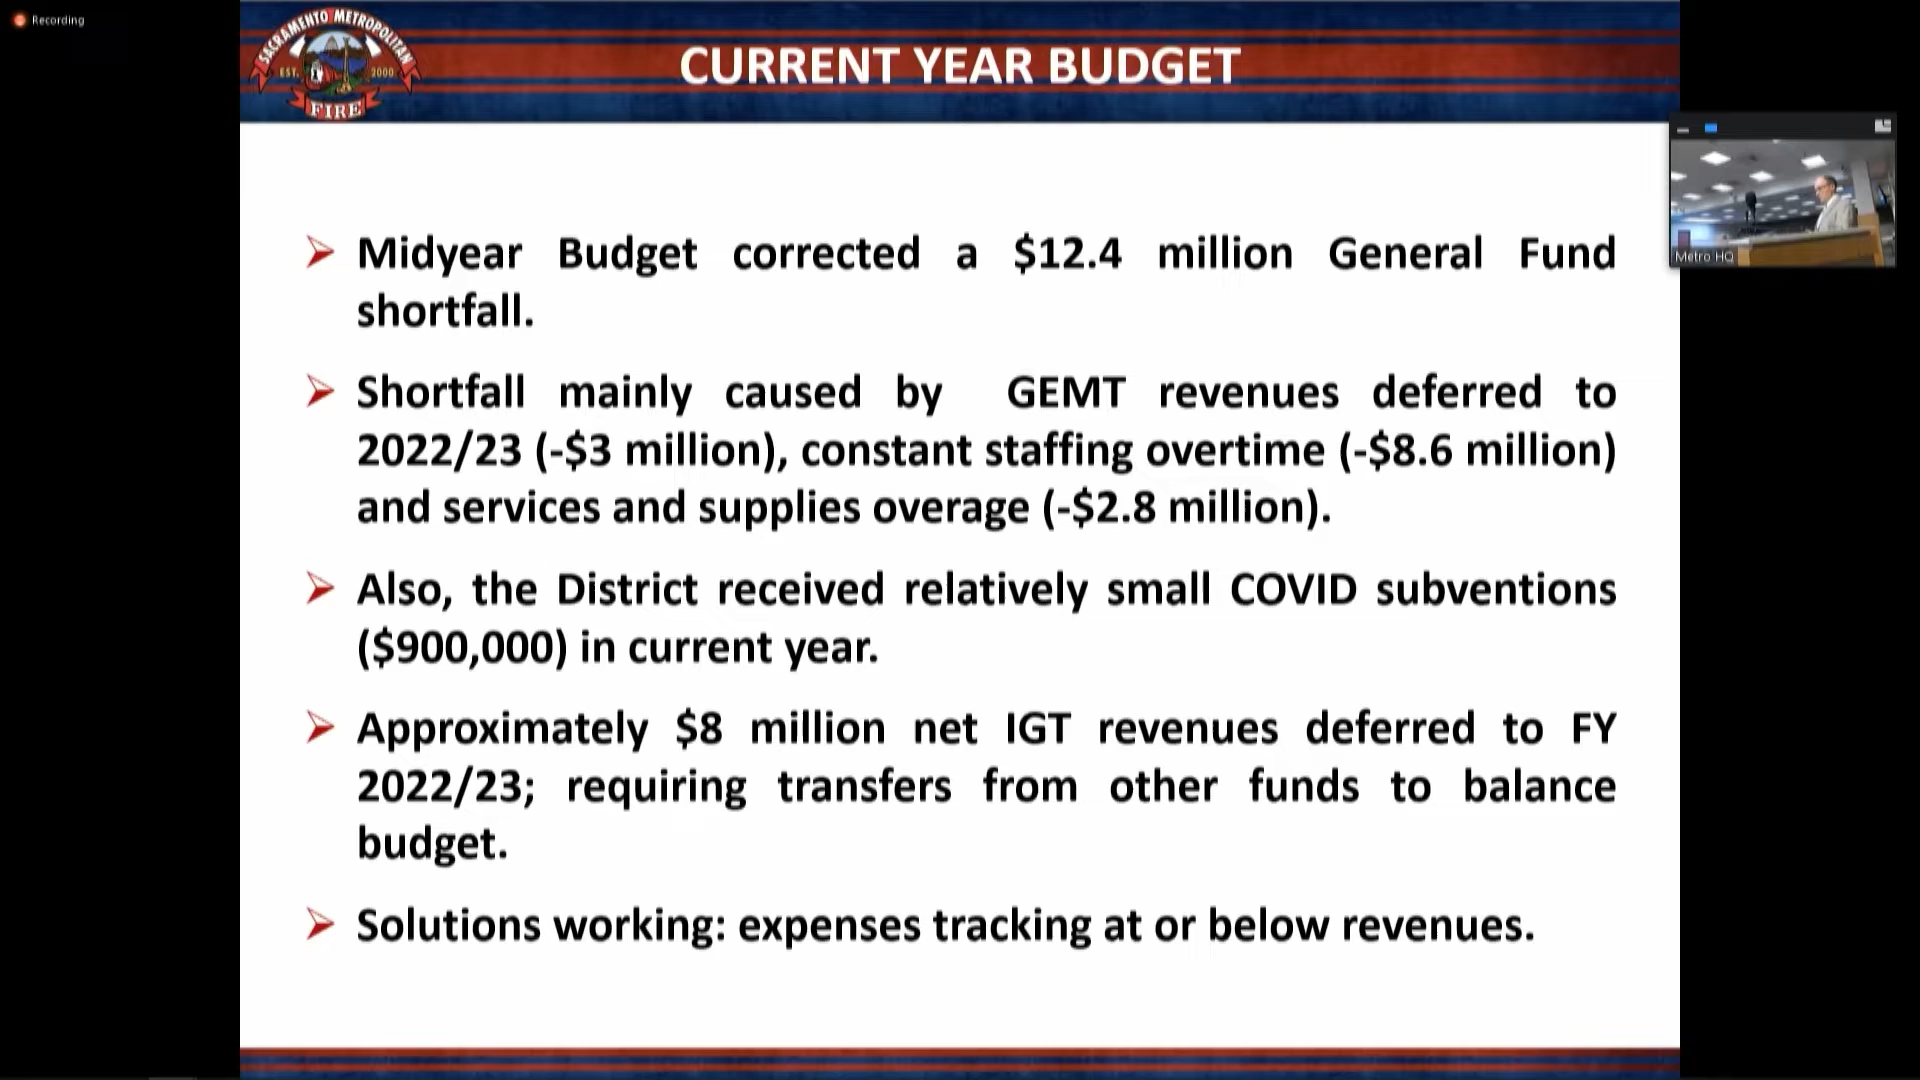 Recording
SACRAMENTO METROPOLITAN
EST. 2000
FIRE
CURRENT YEAR BUDGET
Midyear Budget corrected a $12.4 million General Fund
shortfall.
Shortfall mainly caused by GEMT revenues deferred to
2022/23 (-$3 million), constant staffing overtime (-$8.6 million)
and services and supplies overage (-$2.8 million).
Also, the District received relatively small COVID subventions
($900,000) in current year.
Approximately $8 million net IGT revenues deferred to FY
2022/23; requiring transfers from other funds to balance
budget.
Solutions working: expenses tracking at or below revenues.
Metro HQ